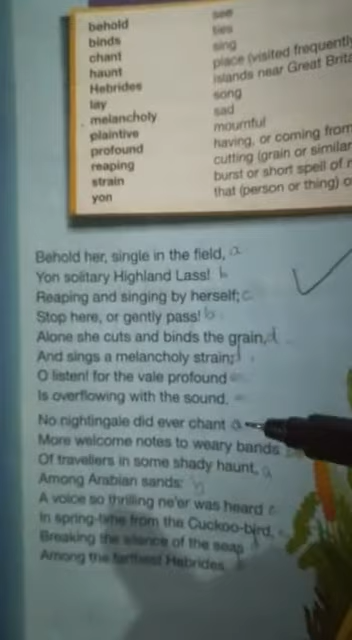 behold see
binds ties
chant sing
haunt place (visited frequently
Hebrides islands near Great Brita
lay song
melancholy sad
plaintive mournful
profound having, or coming from
reaping cutting (grain or similar
strain burst or short spell of
yon that (person or thing)
Behold her, single in the field, a
Yon solitary Highland Lass! b
Reaping and singing by herself; c
Stop here, or gently pass! b
Alone she cuts and binds the grain, d
And sings a melancholy strain; d
O listen! for the vale profound e
Is overflowing with the sound. e
No nightingale did ever chant a
More welcome notes to weary bands
Of travellers in some shady haunt, a
Among Arabian sands: b
A voice so thrilling ne'er was heard
In spring-time from the Cuckoo-bird,
Breaking the silence of the seas
Among the farthest Hebrides